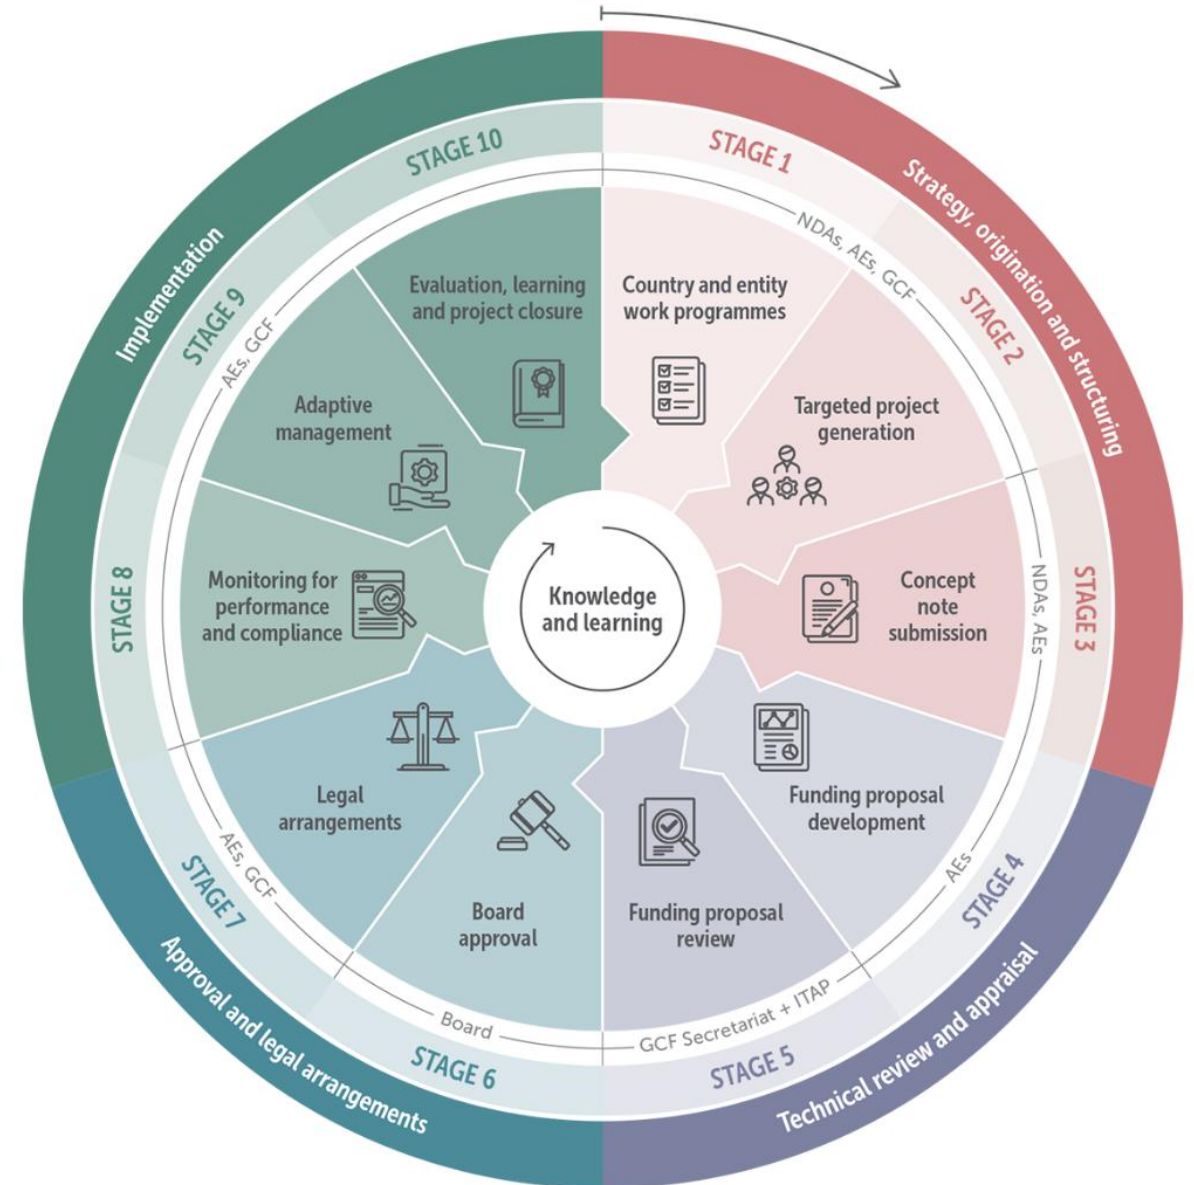 Strategy, origination and structuring
STAGE 1
NDAs, AEs, GCF
Country and entity
work programmes
STAGE 2
Targeted project
generation
STAGE 3
NDAs, AEs
Concept
note
submission
Technical review and appraisal
STAGE 4
AEs
Funding proposal
development
STAGE 5
GCF Secretariat + ITAP
Funding proposal
review
Approval and legal arrangements
STAGE 6
Board
Board
approval
STAGE 7
AEs, GCF
Legal
arrangements
Implementation
STAGE 8
Monitoring for
performance
and compliance
STAGE 9
AEs, GCF
Adaptive
management
STAGE 10
Evaluation, learning
and project closure
Knowledge
and learning